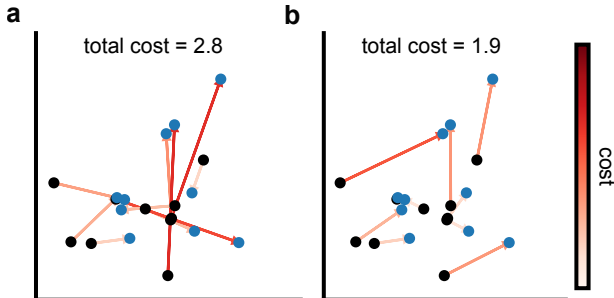 a
total cost = 2.8
b
total cost = 1.9
cost